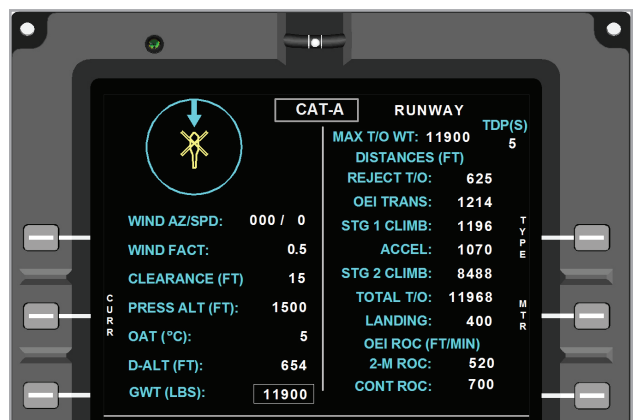 CAT-A RUNWAY
MAX T/O WT: 11900 TDP(S)
5
DISTANCES (FT)
REJECT T/O: 625
OEI TRANS: 1214
STG 1 CLIMB: 1196
ACCEL: 1070
STG 2 CLIMB: 8488
TOTAL T/O: 11968
LANDING: 400
OEI ROC (FT/MIN)
2-M ROC: 520
CONT ROC: 700
WIND AZ/SPD: 000 / 0
WIND FACT: 0.5
CLEARANCE (FT) 15
PRESS ALT (FT): 1500
OAT (°C): 5
D-ALT (FT): 654
GWT (LBS): 11900
CURR
TYPE
MTR